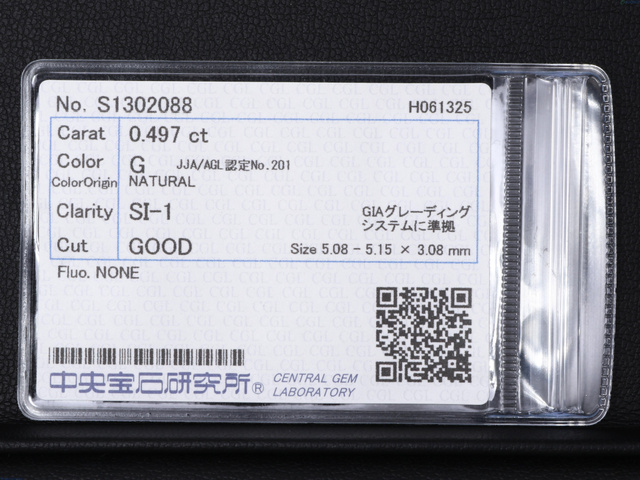 No. S1302088 H061325
Carat 0.497 ct
Color G JJA/AGL認定No.201
ColorOrigin NATURAL
Clarity SI-1 GIAグレーディング
システムに準拠
Cut GOOD Size 5.08 - 5.15 × 3.08 mm
Fluo. NONE
中央宝石研究所® CENTRAL GEM
LABORATORY